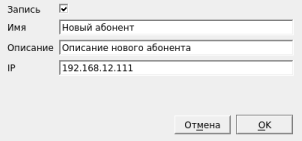 Запись
Имя Новый абонент
Описание Описание нового абонента
IP 192.168.12.111
Отмена OK